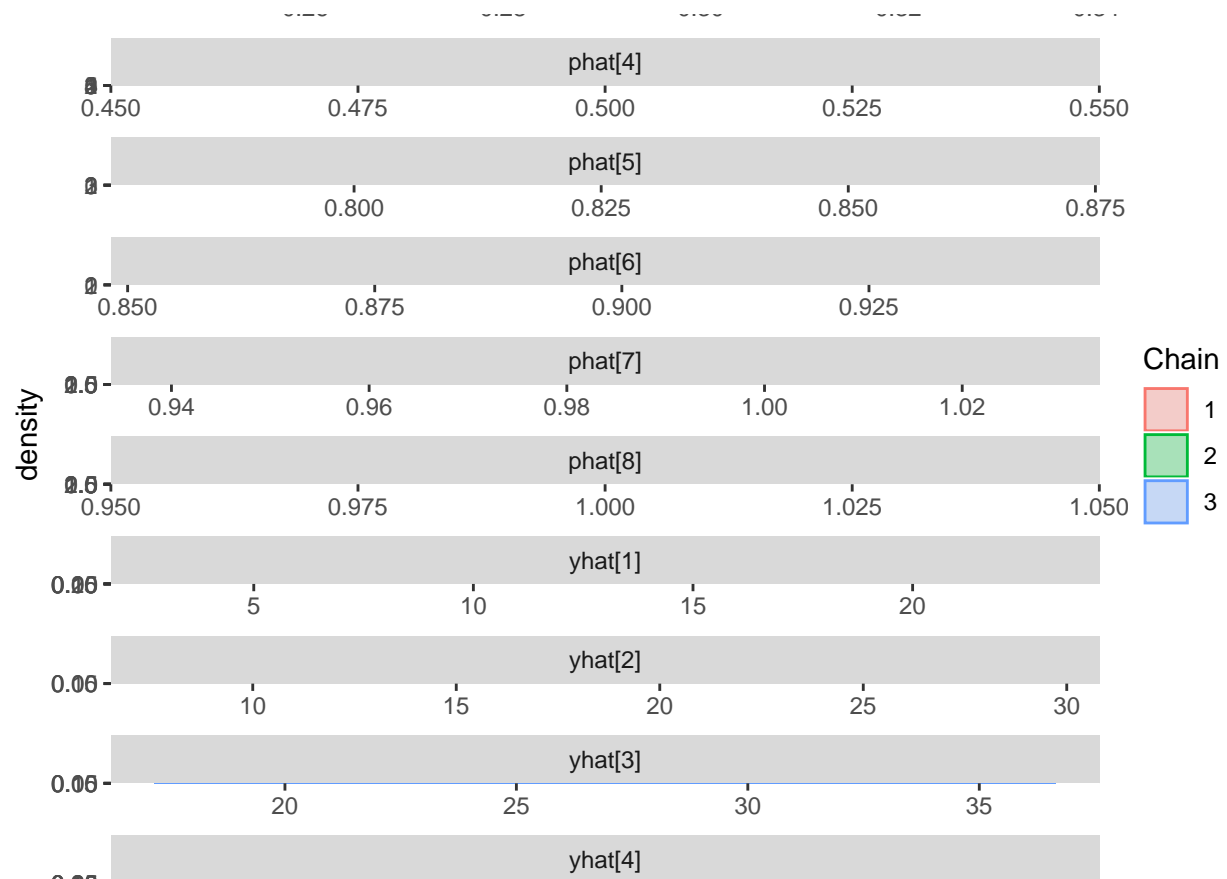 phat[4]
0.450 0.475 0.500 0.525 0.550
phat[5]
0.800 0.825 0.850 0.875
phat[6]
0.850 0.875 0.900 0.925
phat[7]
0.94 0.96 0.98 1.00 1.02
phat[8]
0.950 0.975 1.000 1.025 1.050
yhat[1]
5 10 15 20
yhat[2]
10 15 20 25 30
yhat[3]
20 25 30 35
yhat[4]
density
Chain
1
2
3